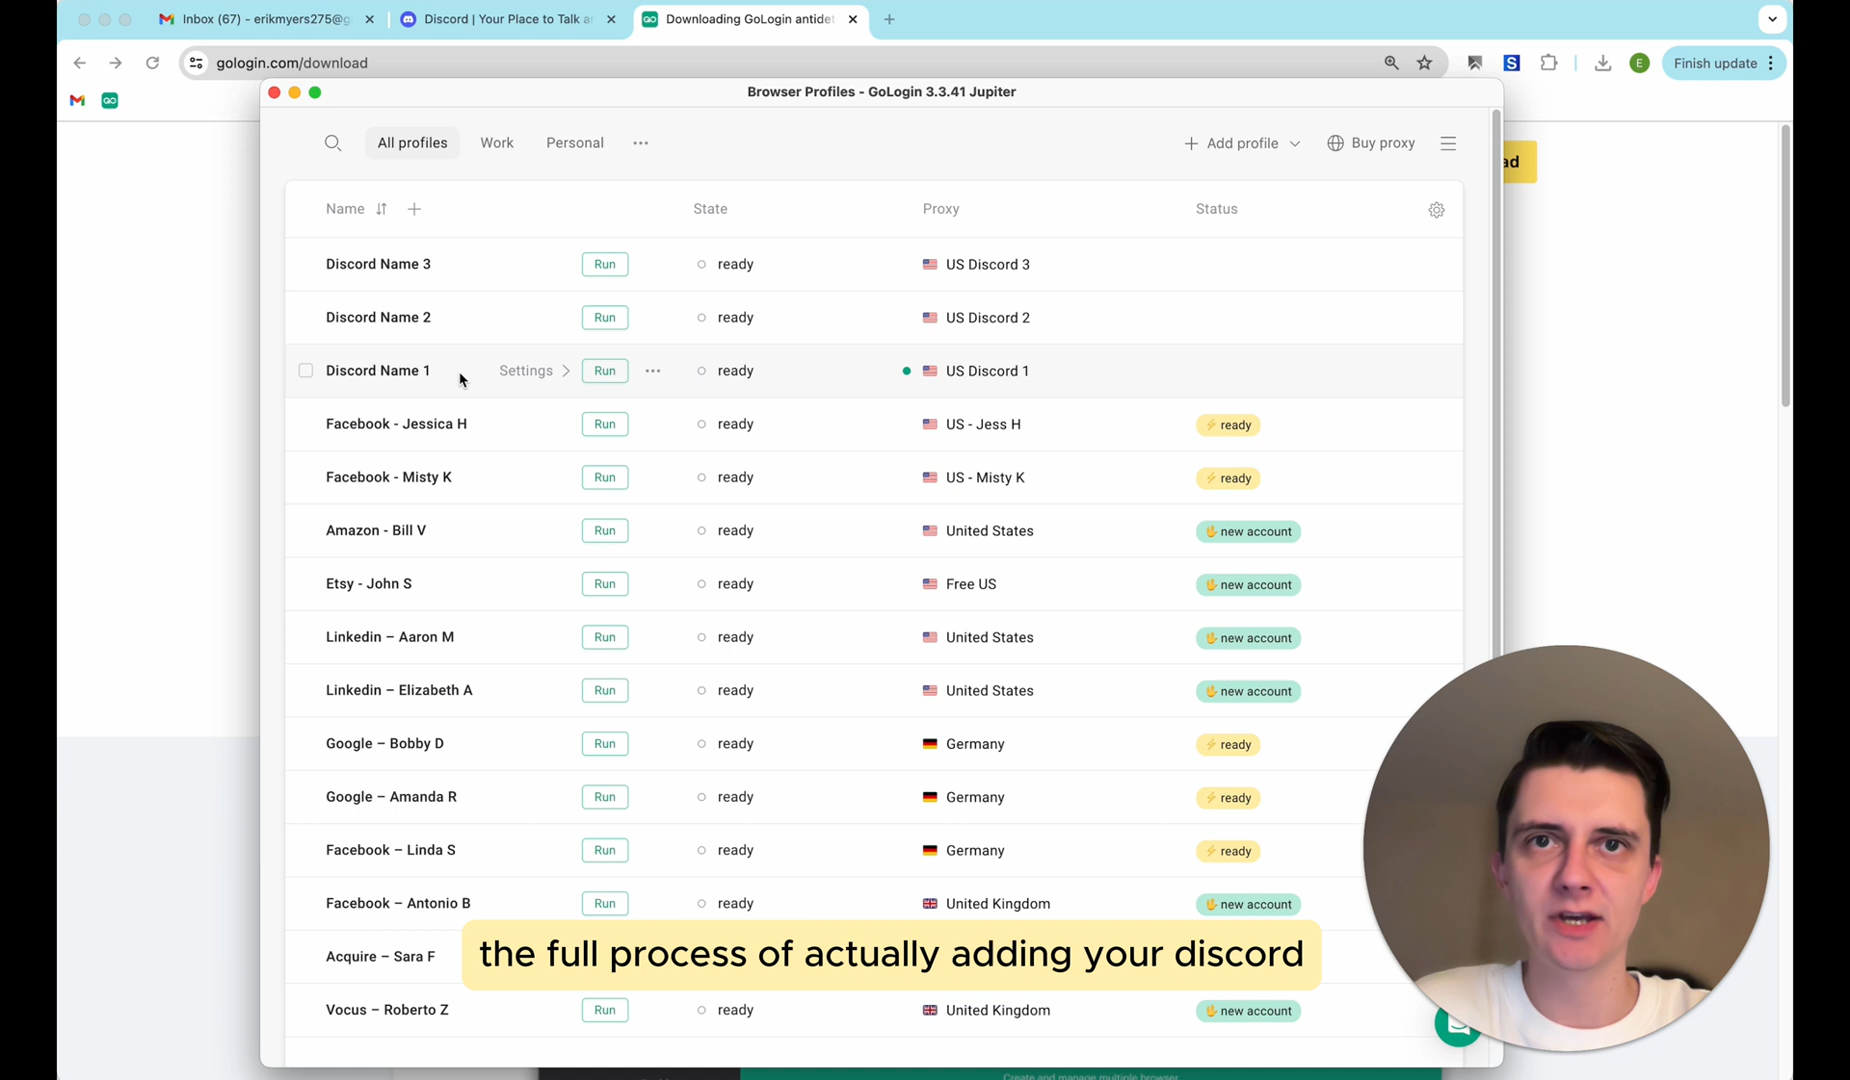 Inbox (67) - erikmyers275@g
Discord | Your Place to Talk a
Downloading GoLogin antidet
gologin.com/download
S
E
Finish update
Browser Profiles - GoLogin 3.3.41 Jupiter
All profiles
Work
Personal
Add profile
Buy proxy
ad
Name
State
Proxy
Status
Discord Name 3
Run
ready
US Discord 3
Discord Name 2
Run
ready
US Discord 2
Discord Name 1
Settings
Run
ready
US Discord 1
Facebook - Jessica H
Run
ready
US - Jess H
ready
Facebook - Misty K
Run
ready
US - Misty K
ready
Amazon - Bill V
Run
ready
United States
new account
Etsy - John S
Run
ready
Free US
new account
Linkedin – Aaron M
Run
ready
United States
new account
Linkedin – Elizabeth A
Run
ready
United States
new account
Google – Bobby D
Run
ready
Germany
ready
Google – Amanda R
Run
ready
Germany
ready
Facebook – Linda S
Run
ready
Germany
ready
Facebook – Antonio B
Run
ready
United Kingdom
new account
Acquire – Sara F
the full process of actually adding your discord
Vocus – Roberto Z
Run
ready
United Kingdom
new account
Create and manage multiple browser